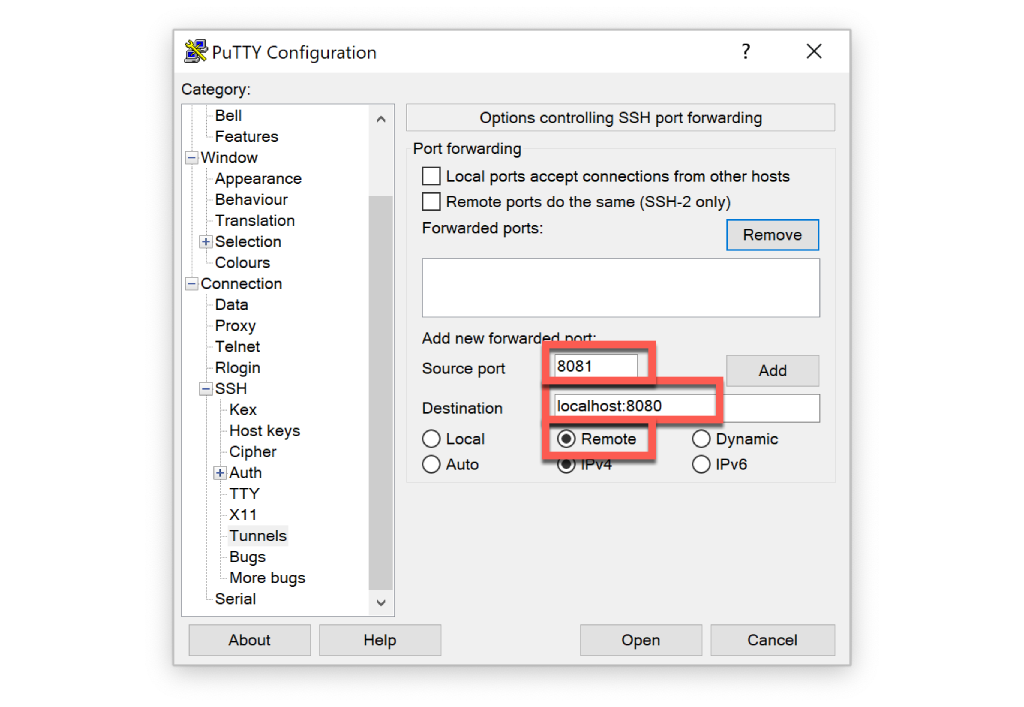 PuTTY Configuration
?
Category:
Bell
Features
Window
Appearance
Behaviour
Translation
Selection
Colours
Connection
Data
Proxy
Telnet
Rlogin
SSH
Kex
Host keys
Cipher
Auth
TTY
X11
Tunnels
Bugs
More bugs
Serial
Options controlling SSH port forwarding
Port forwarding
Local ports accept connections from other hosts
Remote ports do the same (SSH-2 only)
Forwarded ports:
Remove
Add new forwarded port:
Source port 8081 Add
Destination localhost:8080
Local Remote Dynamic
Auto IPv4 IPv6
About Help Open Cancel